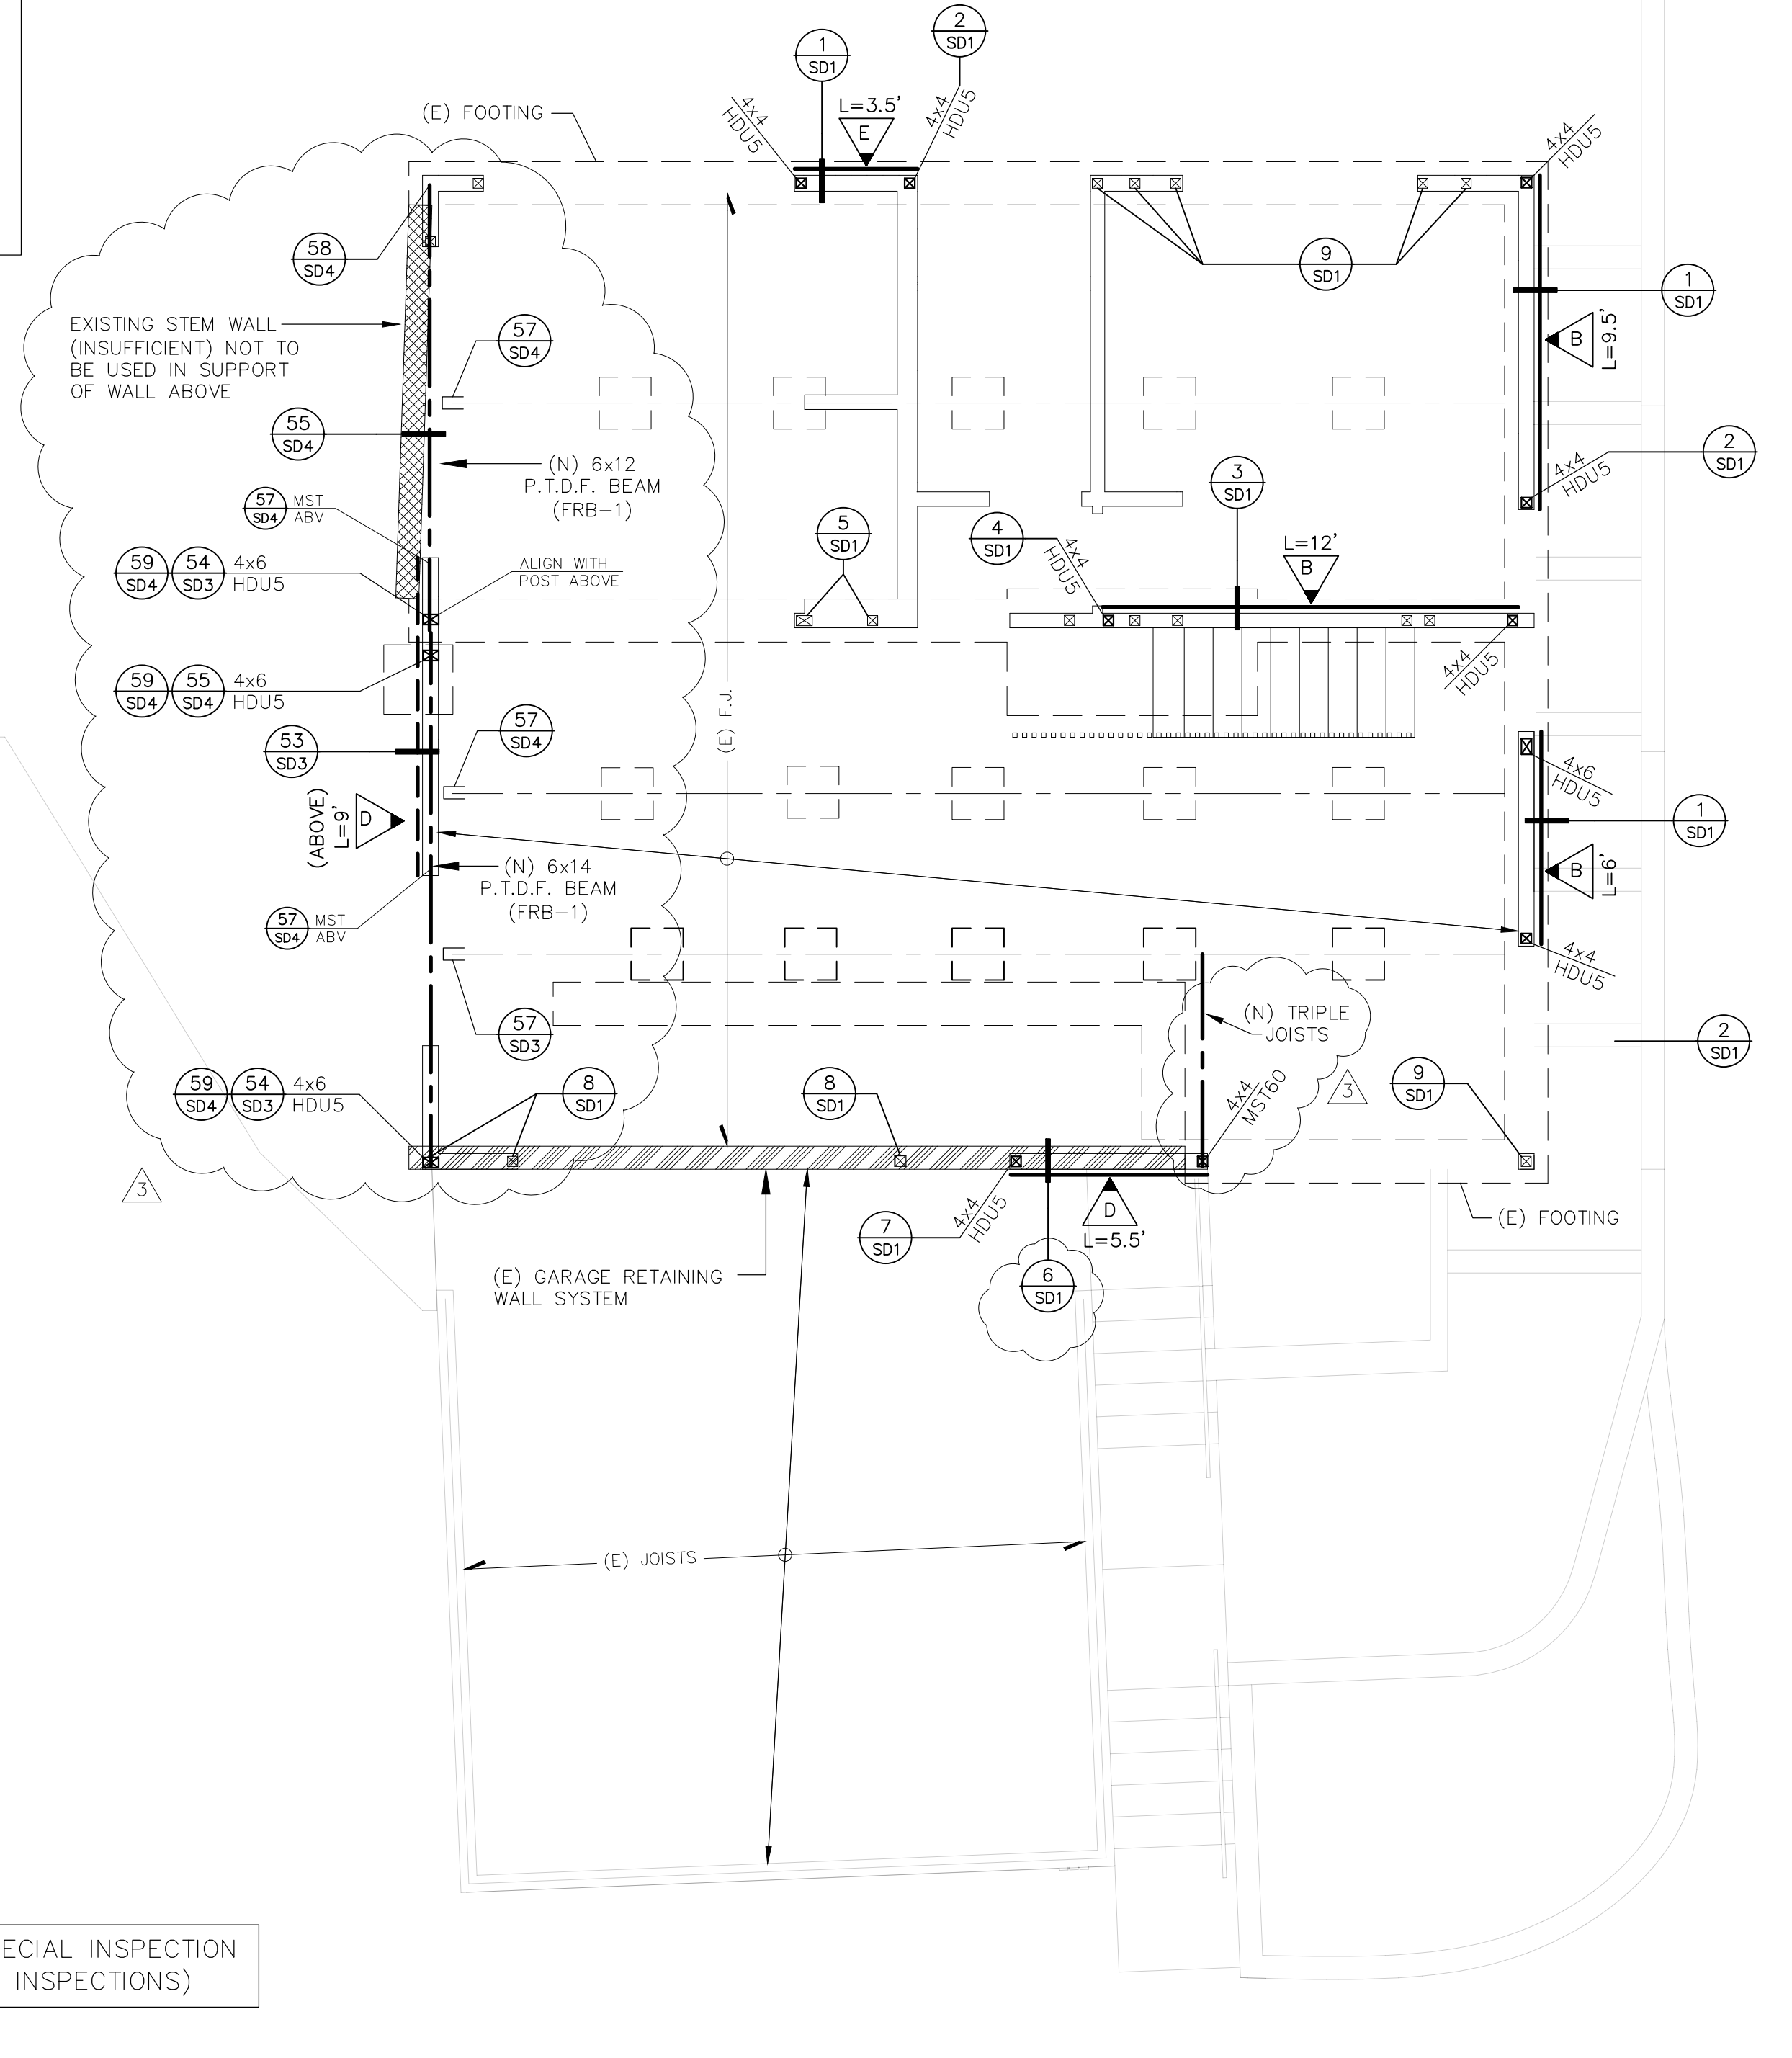 2
SD1
1
SD1
(E) FOOTING
4x4
HDU5
L=3.5'
E
4x4
HDU5
4x4
HDU5
58
SD4
9
SD1
1
SD1
EXISTING STEM WALL
(INSUFFICIENT) NOT TO
BE USED IN SUPPORT
OF WALL ABOVE
57
SD4
B
L=9.5'
55
SD4
2
SD1
4x4
HDU5
(N) 6x12
P.T.D.F. BEAM
(FRB-1)
3
SD1
57
SD4
MST
ABV
5
SD1
4
SD1
4x4
HDU5
L=12'
B
59
SD4
54
SD3
4x6
HDU5
ALIGN WITH
POST ABOVE
59
SD4
55
SD4
4x6
HDU5
4x4
HDU5
(E) F.J.
57
SD4
53
SD3
4x6
HDU5
(ABOVE)
L=9'
D
1
SD1
(N) 6x14
P.T.D.F. BEAM
(FRB-1)
B
L=6'
57
SD4
MST
ABV
4x4
HDU5
57
SD3
(N) TRIPLE
JOISTS
2
SD1
59
SD4
54
SD3
4x6
HDU5
8
SD1
8
SD1
4x4
MST60
3
9
SD1
3
7
SD1
4x4
HDU5
D
L=5.5'
(E) FOOTING
(E) GARAGE RETAINING
WALL SYSTEM
6
SD1
(E) JOISTS
ECIAL INSPECTION
INSPECTIONS)